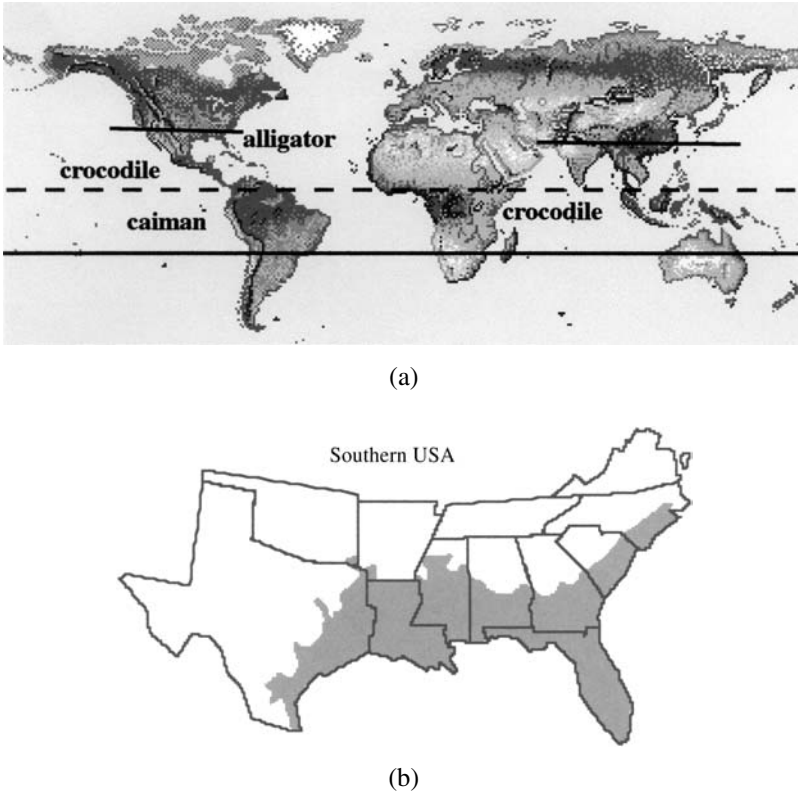 alligator
crocodile
caiman
crocodile
(a)
Southern USA
(b)